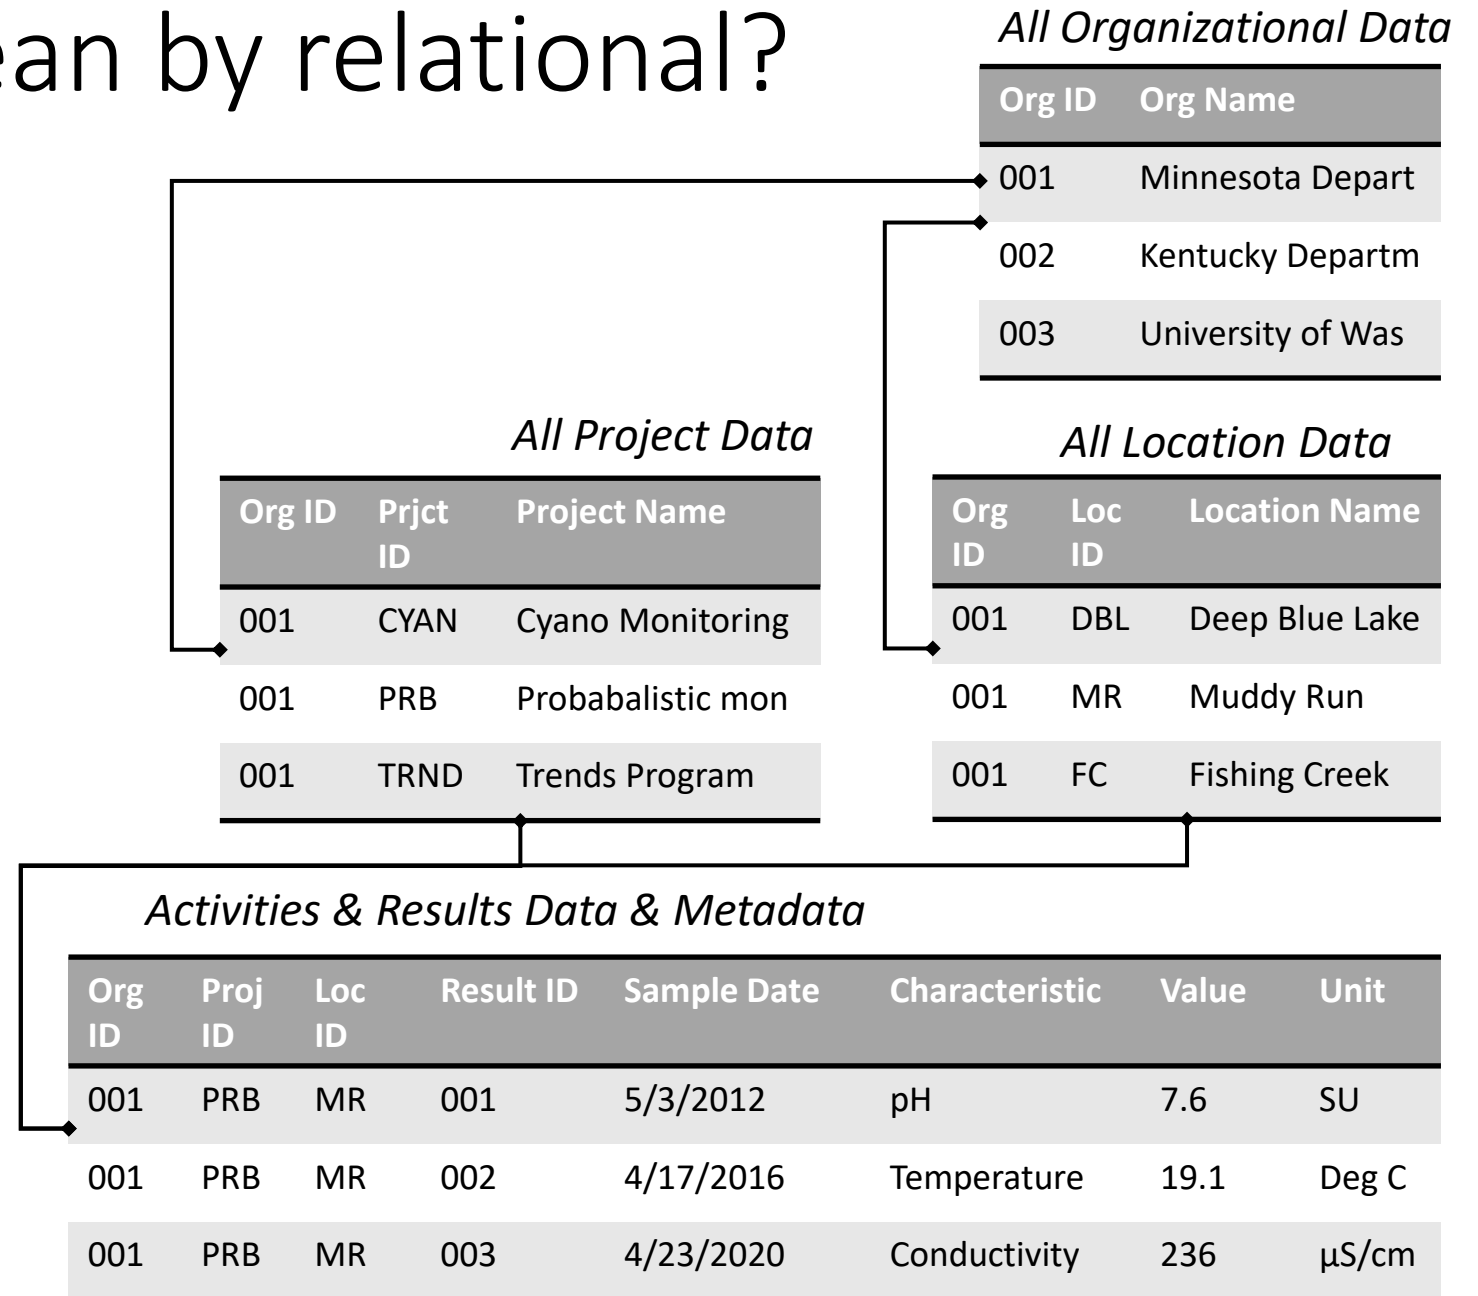 ean by relational?
All Organizational Data
Org ID Org Name
001 Minnesota Depart
002 Kentucky Departm
003 University of Was
All Project Data
Org ID Prjct ID Project Name
001 CYAN Cyano Monitoring
001 PRB Probabalistic mon
001 TRND Trends Program
All Location Data
Org ID Loc ID Location Name
001 DBL Deep Blue Lake
001 MR Muddy Run
001 FC Fishing Creek
Activities & Results Data & Metadata
Org ID Proj ID Loc ID Result ID Sample Date Characteristic Value Unit
001 PRB MR 001 5/3/2012 pH 7.6 SU
001 PRB MR 002 4/17/2016 Temperature 19.1 Deg C
001 PRB MR 003 4/23/2020 Conductivity 236 µS/cm